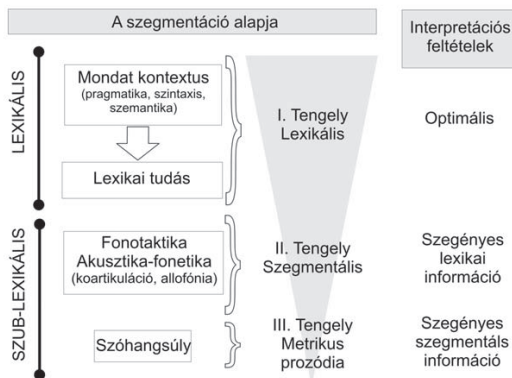 A szegmentáció alapja
Interpretációs
feltételek
LEXIKÁLIS
Mondat kontextus
(pragmatika, szintaxis,
szemantika)
Lexikai tudás
I. Tengely
Lexikális
Optimális
SZUB-LEXIKÁLIS
Fonotaktika
Akusztika-fonetika
(koartikuláció, allofónia)
II. Tengely
Szegmentális
Szegényes
lexikai
információ
Szóhangsúly
III. Tengely
Metrikus
prozódia
Szegényes
szegmentáls
információ